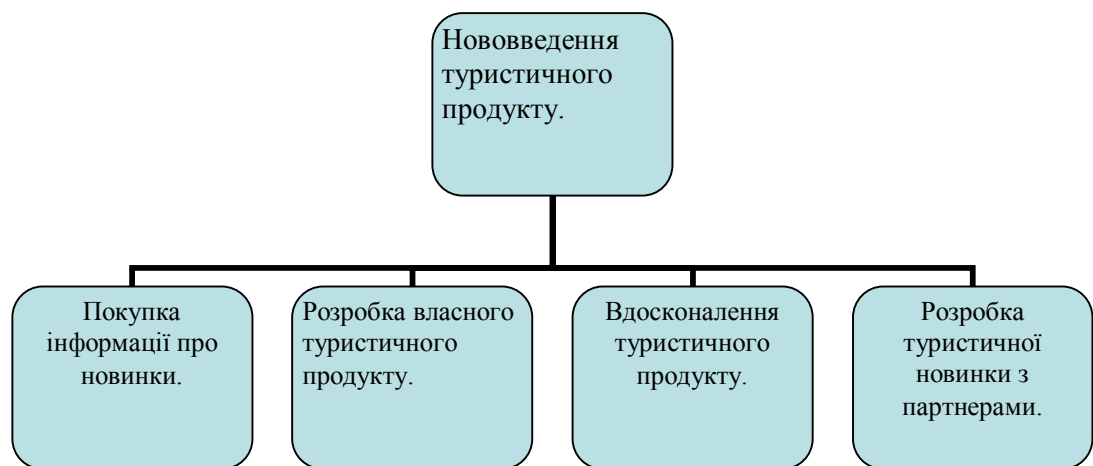 Нововведення
туристичного
продукту.
Покупка
інформації про
новинки.
Розробка власного
туристичного
продукту.
Вдосконалення
туристичного
продукту.
Розробка
туристичної
новинки з
партнерами.